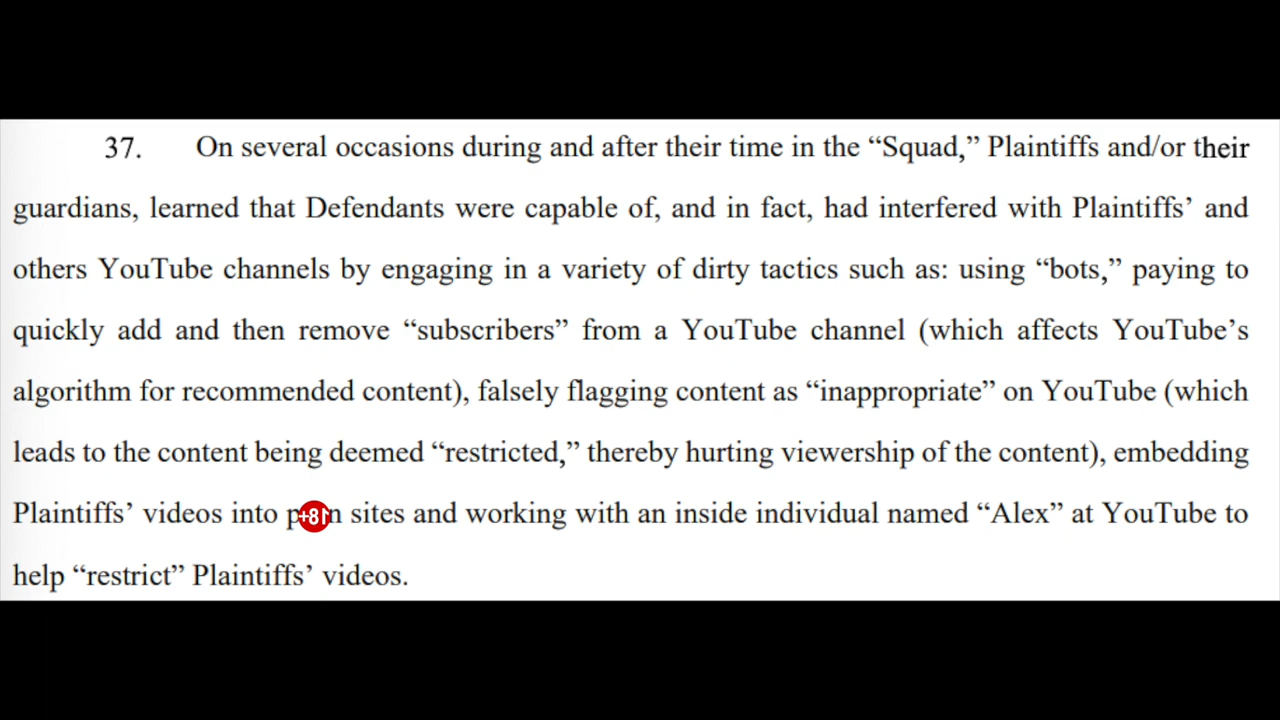 37. On several occasions during and after their time in the “Squad,” Plaintiffs and/or their
guardians, learned that Defendants were capable of, and in fact, had interfered with Plaintiffs’ and
others YouTube channels by engaging in a variety of dirty tactics such as: using “bots,” paying to
quickly add and then remove “subscribers” from a YouTube channel (which affects YouTube’s
algorithm for recommended content), falsely flagging content as “inappropriate” on YouTube (which
leads to the content being deemed “restricted,” thereby hurting viewership of the content), embedding
Plaintiffs’ videos into p +81 n sites and working with an inside individual named “Alex” at YouTube to
help “restrict” Plaintiffs’ videos.